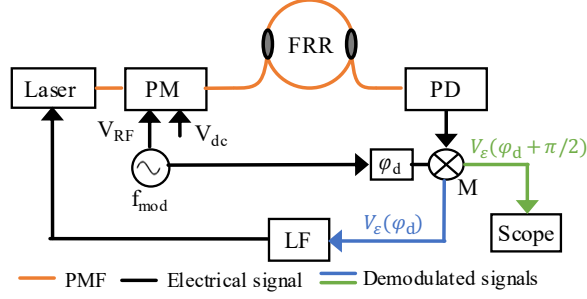 FRR
Laser
PM
PD
V_RF
V_dc
V_ε(φ_d + π/2)
φ_d
M
f_mod
V_ε(φ_d)
LF
Scope
PMF
Electrical signal
Demodulated signals